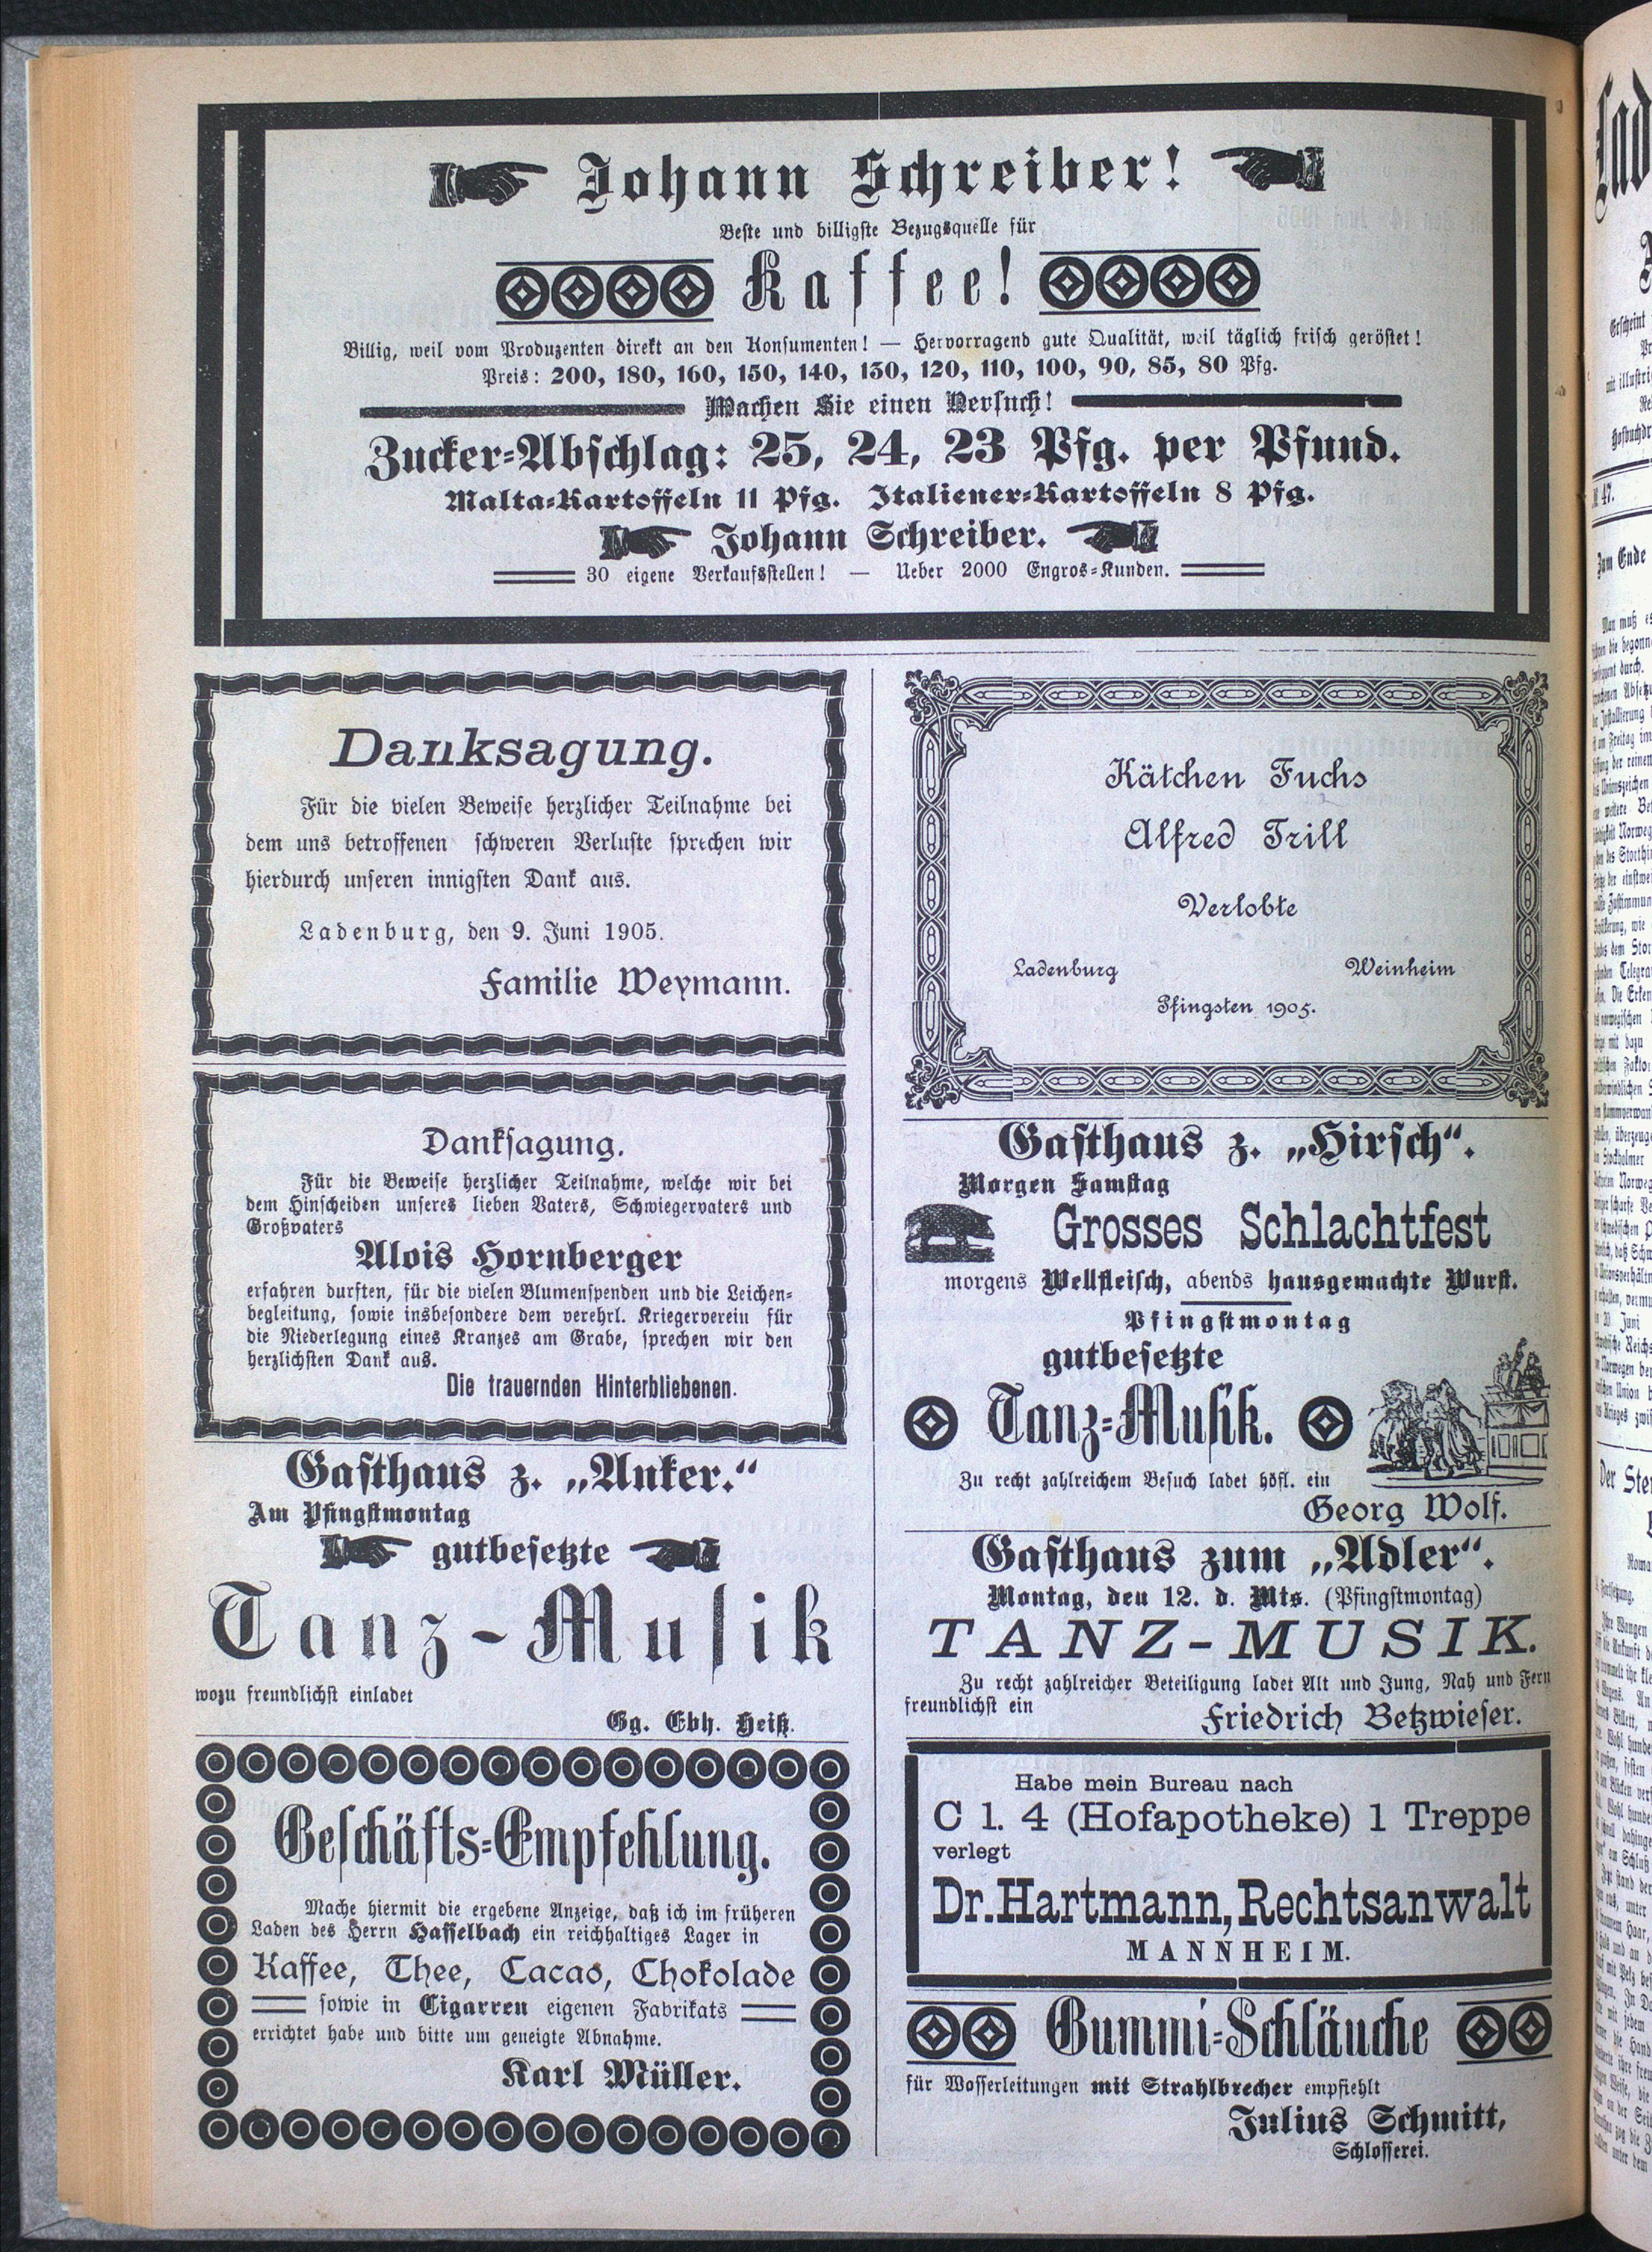 Johann Schreiber!
Beste und billigste Bezugsquelle für
Kaffee!
Billig, weil vom Produzenten direkt an den Konsumenten! — Hervorragend gute Qualität, weil täglich frisch geröstet!
Preis: 200, 180, 160, 150, 140, 130, 120, 110, 100, 90, 85, 80 Pfg.
Machen Sie einen Versuch!
Zucker-Abschlag: 25, 24, 23 Pfg. per Pfund.
Malta-Kartoffeln 11 Pfg. Italiener-Kartoffeln 8 Pfg.
Johann Schreiber.
30 eigene Verkaufsstellen! — Ueber 2000 Engros-Kunden.
Danksagung.
Für die vielen Beweise herzlicher Teilnahme bei
dem uns betroffenen schweren Verluste sprechen wir
hierdurch unseren innigsten Dank aus.
Ladenburg, den 9. Juni 1905.
Familie Weymann.
Danksagung.
Für die Beweise herzlicher Teilnahme, welche wir bei
dem Hinscheiden unseres lieben Vaters, Schwiegervaters und
Großvaters
Alois Hornberger
erfahren durften, für die vielen Blumenspenden und die Leichen-
begleitung, sowie insbesondere dem verehrl. Kriegerverein für
die Niederlegung eines Kranzes am Grabe, sprechen wir den
herzlichsten Dank aus.
Die trauernden Hinterbliebenen.
Gasthaus z. „Anker.“
Am Pfingstmontag
gutbesetzte
Tanz-Musik
wozu freundlichst einladet
Gg. Ebh. Heiß.
Geschäfts-Empfehlung.
Mache hiermit die ergebene Anzeige, daß ich im früheren
Laden des Herrn Hasselbach ein reichhaltiges Lager in
Kaffee, Thee, Cacao, Chokolade
sowie in Cigarren eigenen Fabrikats
errichtet habe und bitte um geneigte Abnahme.
Karl Müller.
Kätchen Fuchs
Alfred Trill
Verlobte
Ladenburg Weinheim
Pfingsten 1905.
Gasthaus z. „Hirsch“.
Morgen Samstag
Grosses Schlachtfest
morgens Wellfleisch, abends hausgemachte Wurst.
Pfingstmontag
gutbesetzte
Tanz-Musik.
Zu recht zahlreichem Besuch ladet höfl. ein
Georg Wolf.
Gasthaus zum „Adler“.
Montag, den 12. d. Mts. (Pfingstmontag)
TANZ-MUSIK.
Zu recht zahlreicher Beteiligung ladet Alt und Jung, Nah und Fern
freundlichst ein
Friedrich Betzwieser.
Habe mein Bureau nach
C 1. 4 (Hofapotheke) 1 Treppe
verlegt
Dr. Hartmann, Rechtsanwalt
MANNHEIM.
Gummi-Schläuche
für Wasserleitungen mit Strahlbrecher empfiehlt
Julius Schmitt,
Schlosserei.